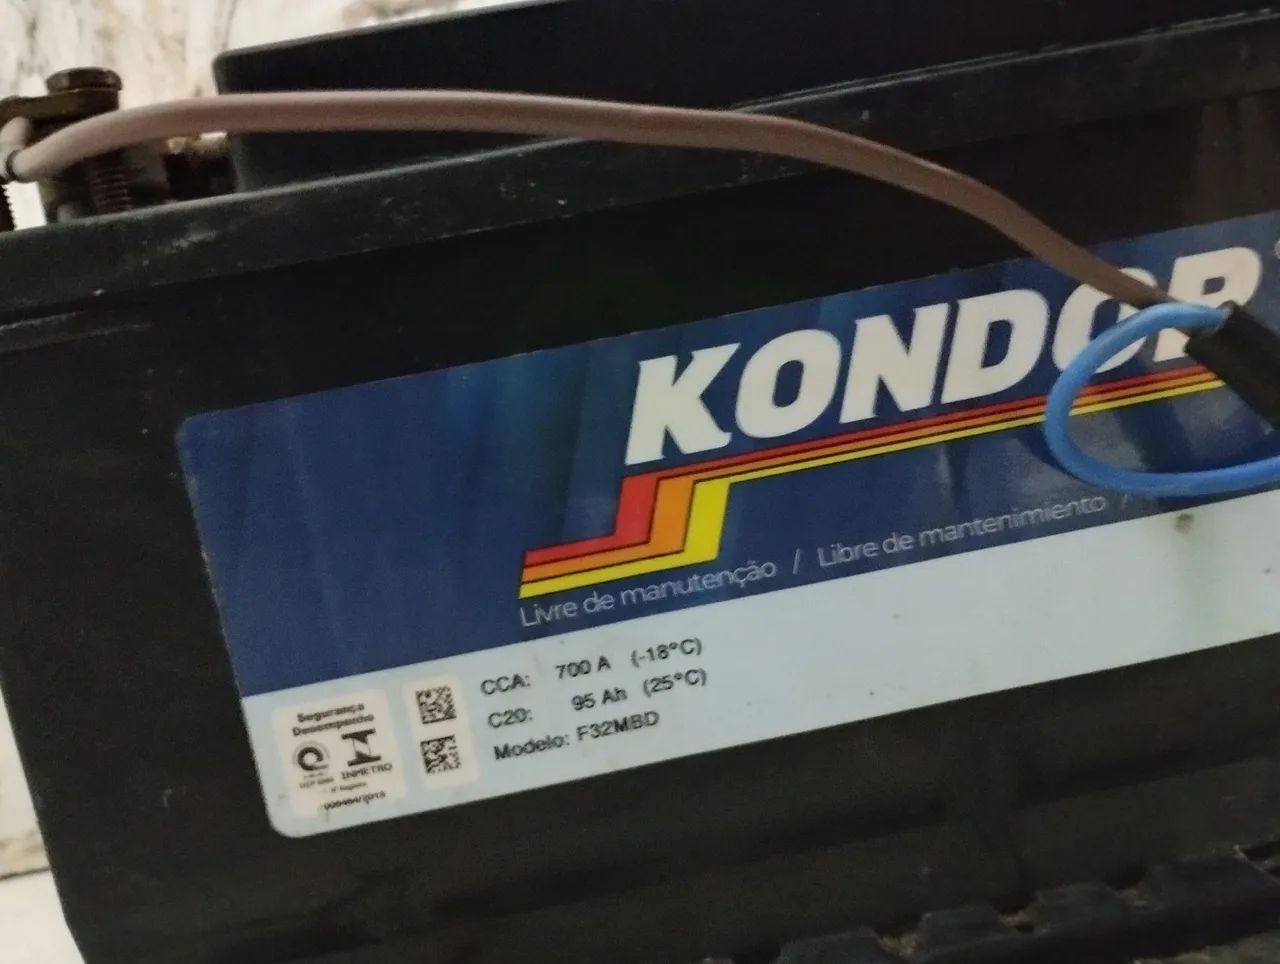 KONDOR
Livre de manutenção / Libre de mantenimiento /
CCA: 700 A (-18°C)
C20: 95 Ah (25°C)
Modelo: F32MBD
Segurança
Desempenho
INMETRO